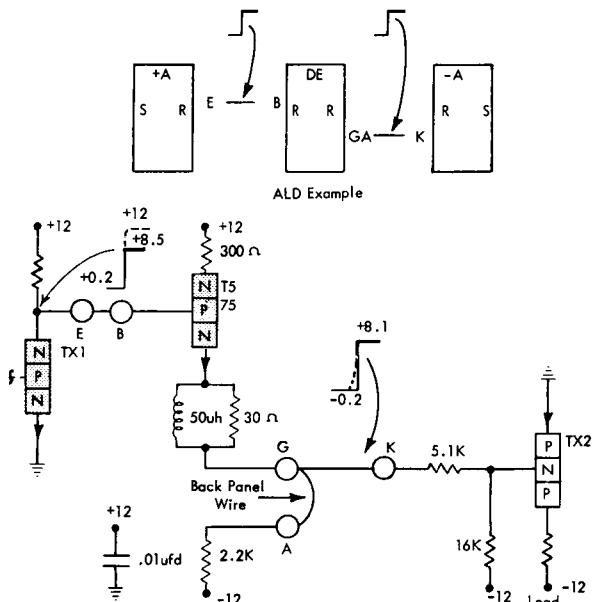 +A
DE
-A
S R
E
B
R R
R S
GA
K
ALD Example
+12
+12
+8.5
+0.2
+12
300 Ω
N
P
N
T5
75
E
B
N
P
N
TX1
+8.1
-0.2
50uh
30 Ω
G
K
5.1K
P
N
P
TX2
Back Panel
Wire
A
+12
.01ufd
2.2K
-12
16K
-12
-12